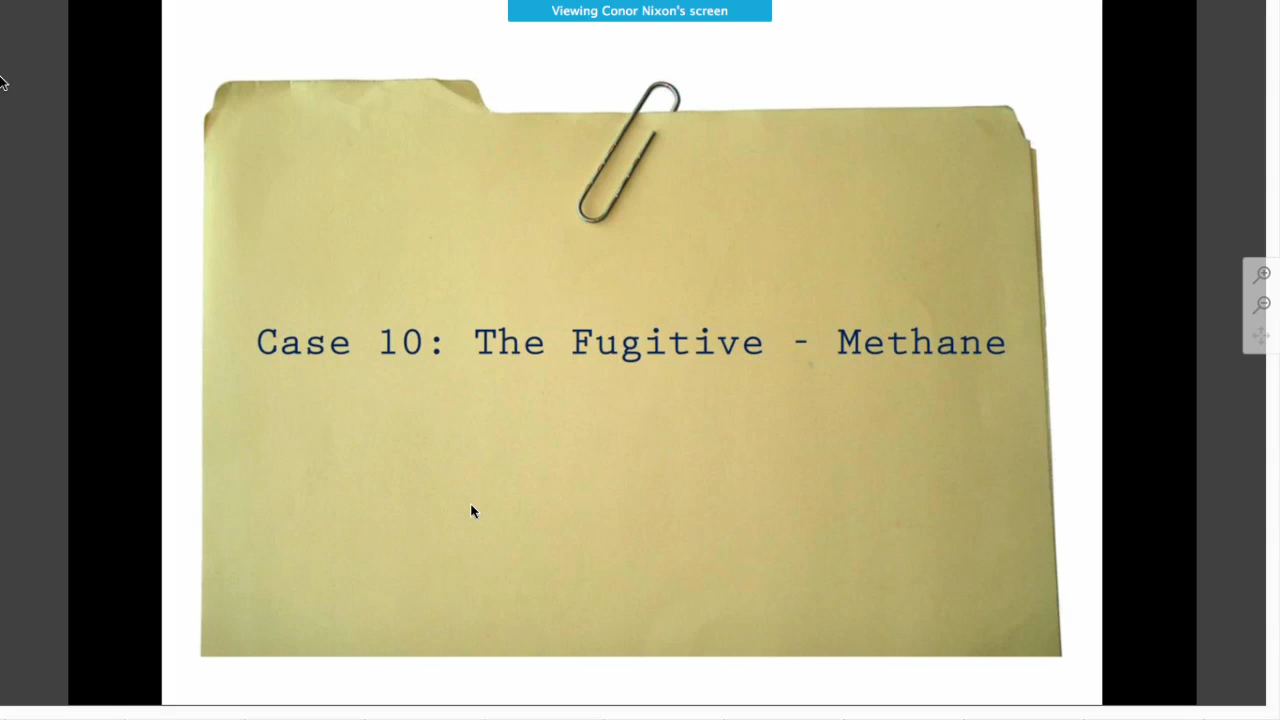 Viewing Conor Nixon's screen
Case 10: The Fugitive - Methane